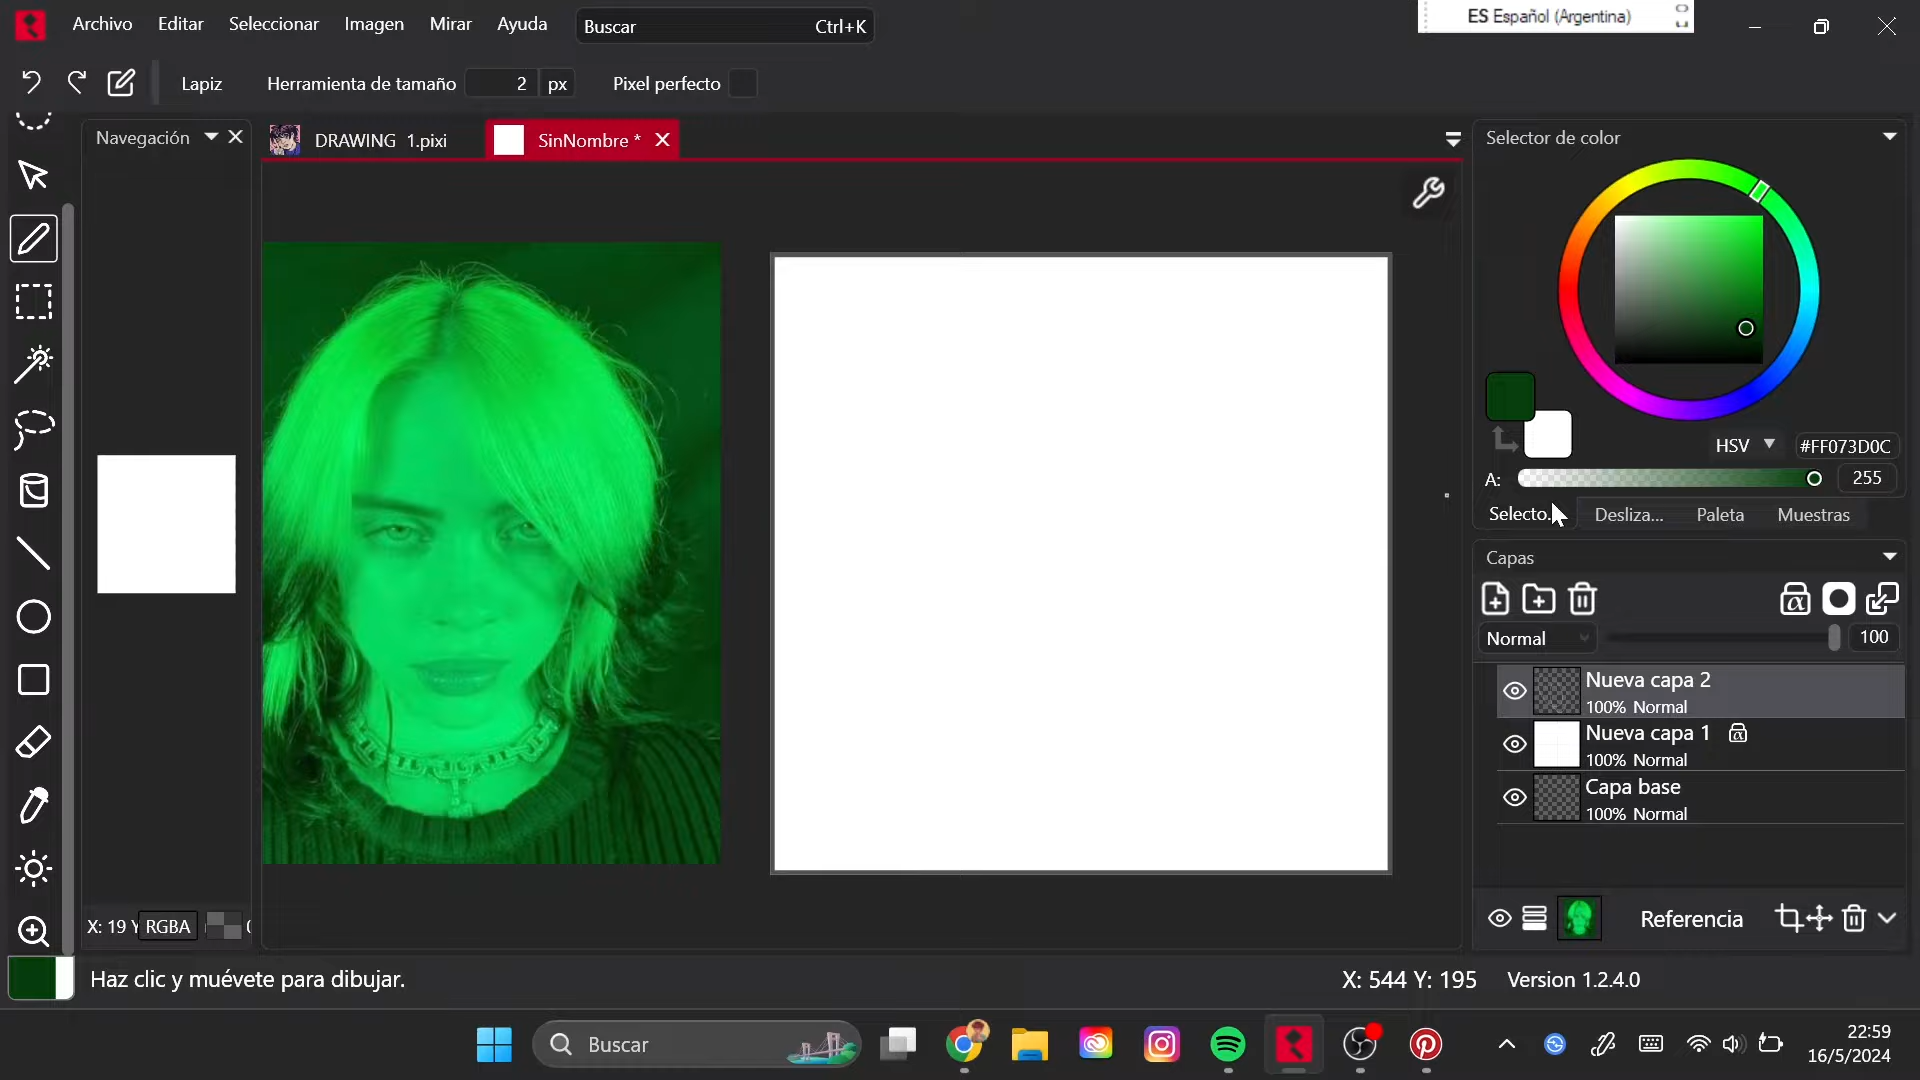 Archivo Editar Seleccionar Imagen Mirar Ayuda Buscar Ctrl+K
ES Español (Argentina)
Lapiz Herramienta de tamaño 2 px Pixel perfecto
Navegación
DRAWING 1.pixi
SinNombre *
Selector de color
HSV #FF073D0C
A: 255
Selecto... Desliza... Paleta Muestras
Capas
Normal 100
Nueva capa 2
100% Normal
Nueva capa 1
100% Normal
Capa base
100% Normal
Referencia
X: 19 Y RGBA
Haz clic y muévete para dibujar. X: 544 Y: 195 Version 1.2.4.0
Buscar
22:59
16/5/2024